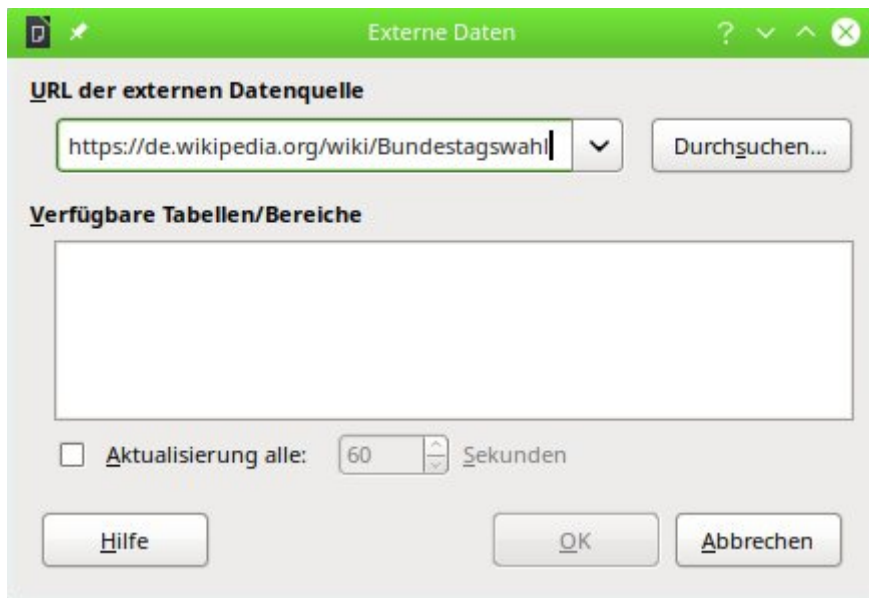 Externe Daten
URL der externen Datenquelle
https://de.wikipedia.org/wiki/Bundestagswahl
Durchsuchen...
Verfügbare Tabellen/Bereiche
Aktualisierung alle: 60 Sekunden
Hilfe OK Abbrechen